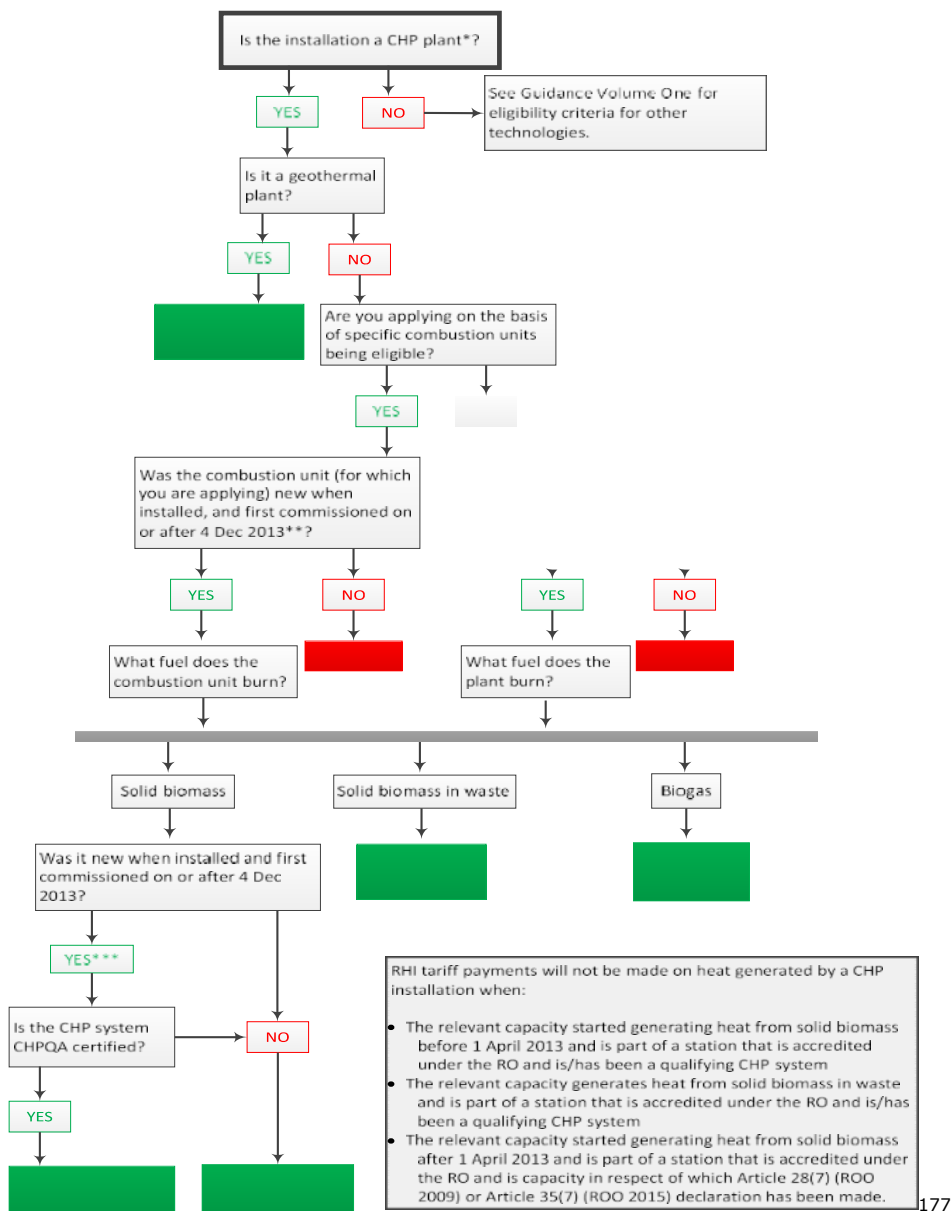 Is the installation a CHP plant*?
YES
NO
See Guidance Volume One for
eligibility criteria for other
technologies.
Is it a geothermal
plant?
YES
NO
Are you applying on the basis
of specific combustion units
being eligible?
YES
Was the combustion unit (for which
you are applying) new when
installed, and first commissioned on
or after 4 Dec 2013**?
YES
NO
YES
NO
What fuel does the
combustion unit burn?
What fuel does the
plant burn?
Solid biomass
Solid biomass in waste
Biogas
Was it new when installed and first
commissioned on or after 4 Dec
2013?
YES***
Is the CHP system
CHPQA certified?
NO
YES
RHI tariff payments will not be made on heat generated by a CHP
installation when:
• The relevant capacity started generating heat from solid biomass
before 1 April 2013 and is part of a station that is accredited
under the RO and is/has been a qualifying CHP system
• The relevant capacity generates heat from solid biomass in waste
and is part of a station that is accredited under the RO and is/has
been a qualifying CHP system
• The relevant capacity started generating heat from solid biomass
after 1 April 2013 and is part of a station that is accredited under
the RO and is capacity in respect of which Article 28(7) (ROO
2009) or Article 35(7) (ROO 2015) declaration has been made.
177